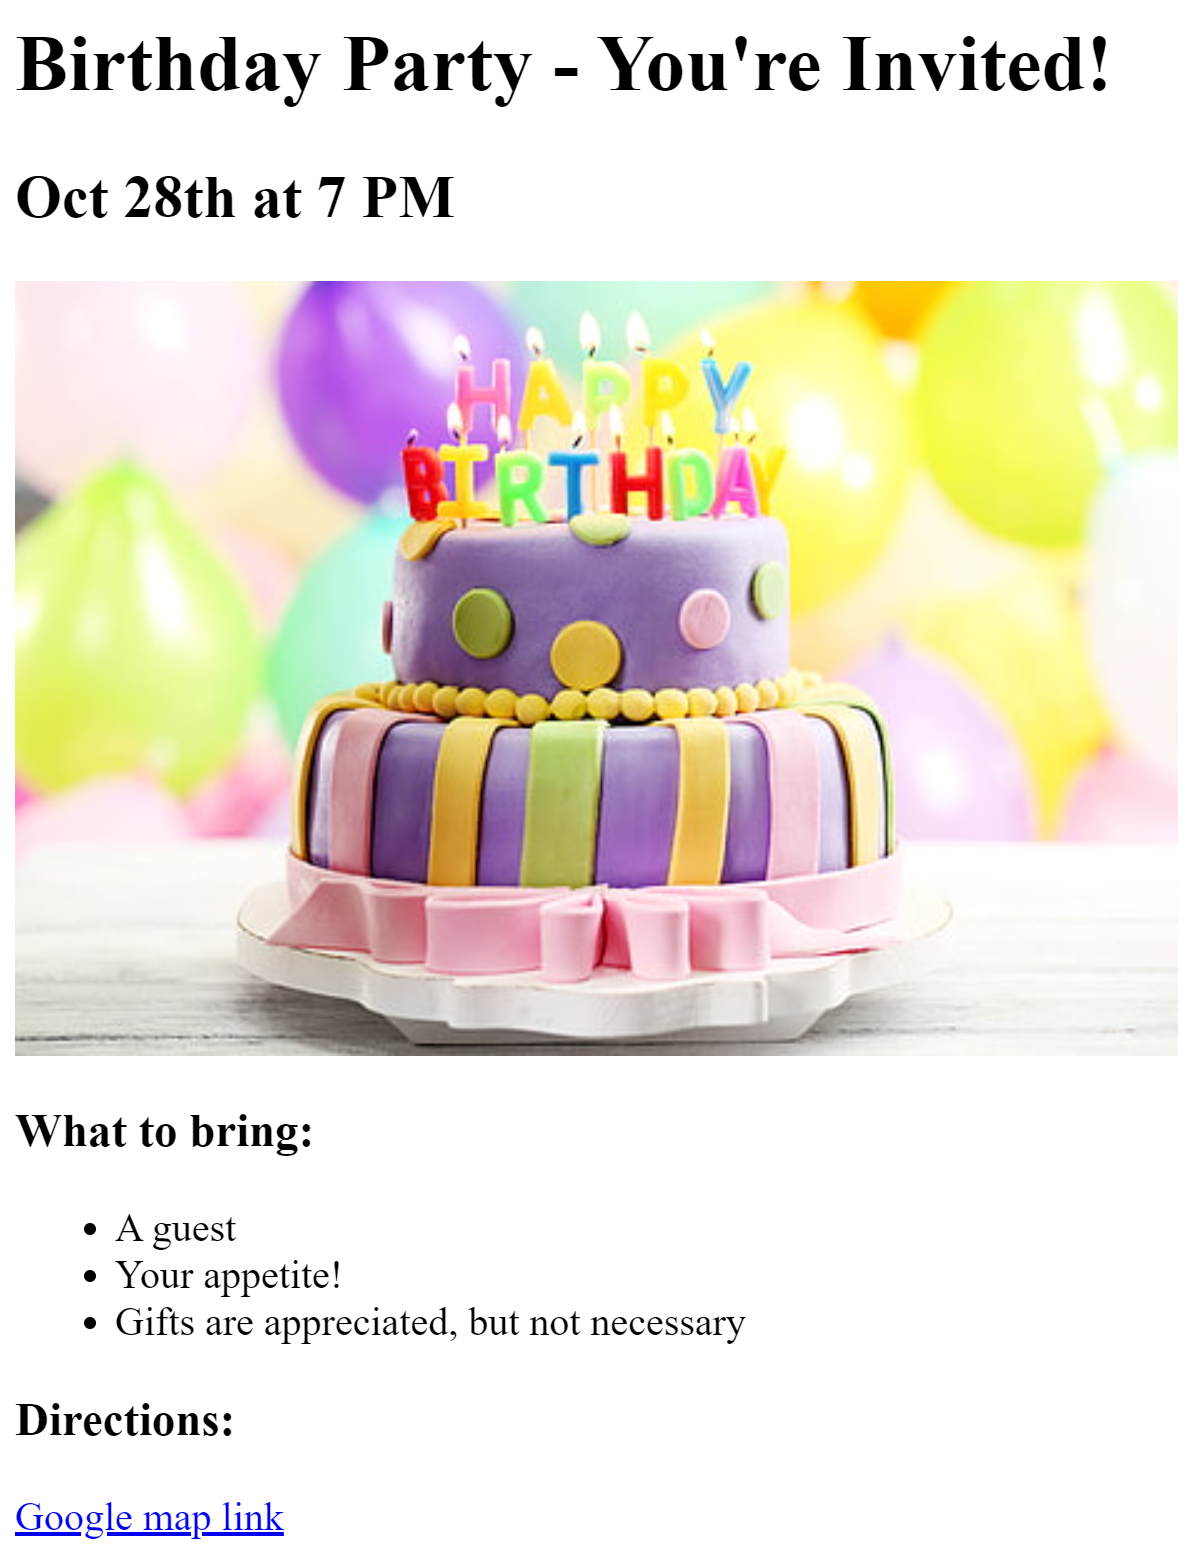 Birthday Party - You're Invited!
Oct 28th at 7 PM
HAPPY
BIRTHDAY
What to bring:
A guest
Your appetite!
Gifts are appreciated, but not necessary
Directions:
Google map link